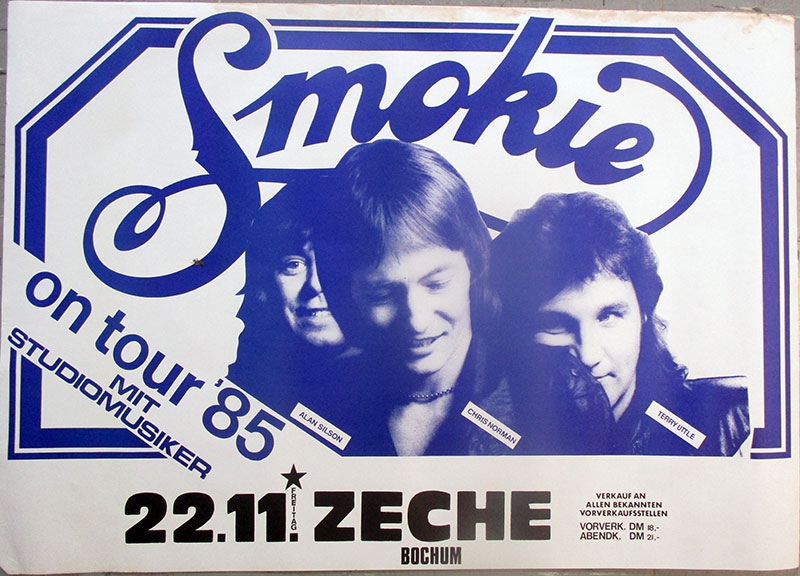 Smokie
on tour '85
MIT
STUDIOMUSIKER
ALAN SILSON
CHRIS NORMAN
TERRY UTTLE
22.11. FREITAG ZECHE
BOCHUM
VERKAUF AN
ALLEN BEKANNTEN
VORVERKAUFSSTELLEN
VORVERK. DM 18,-
ABENDK. DM 21,-